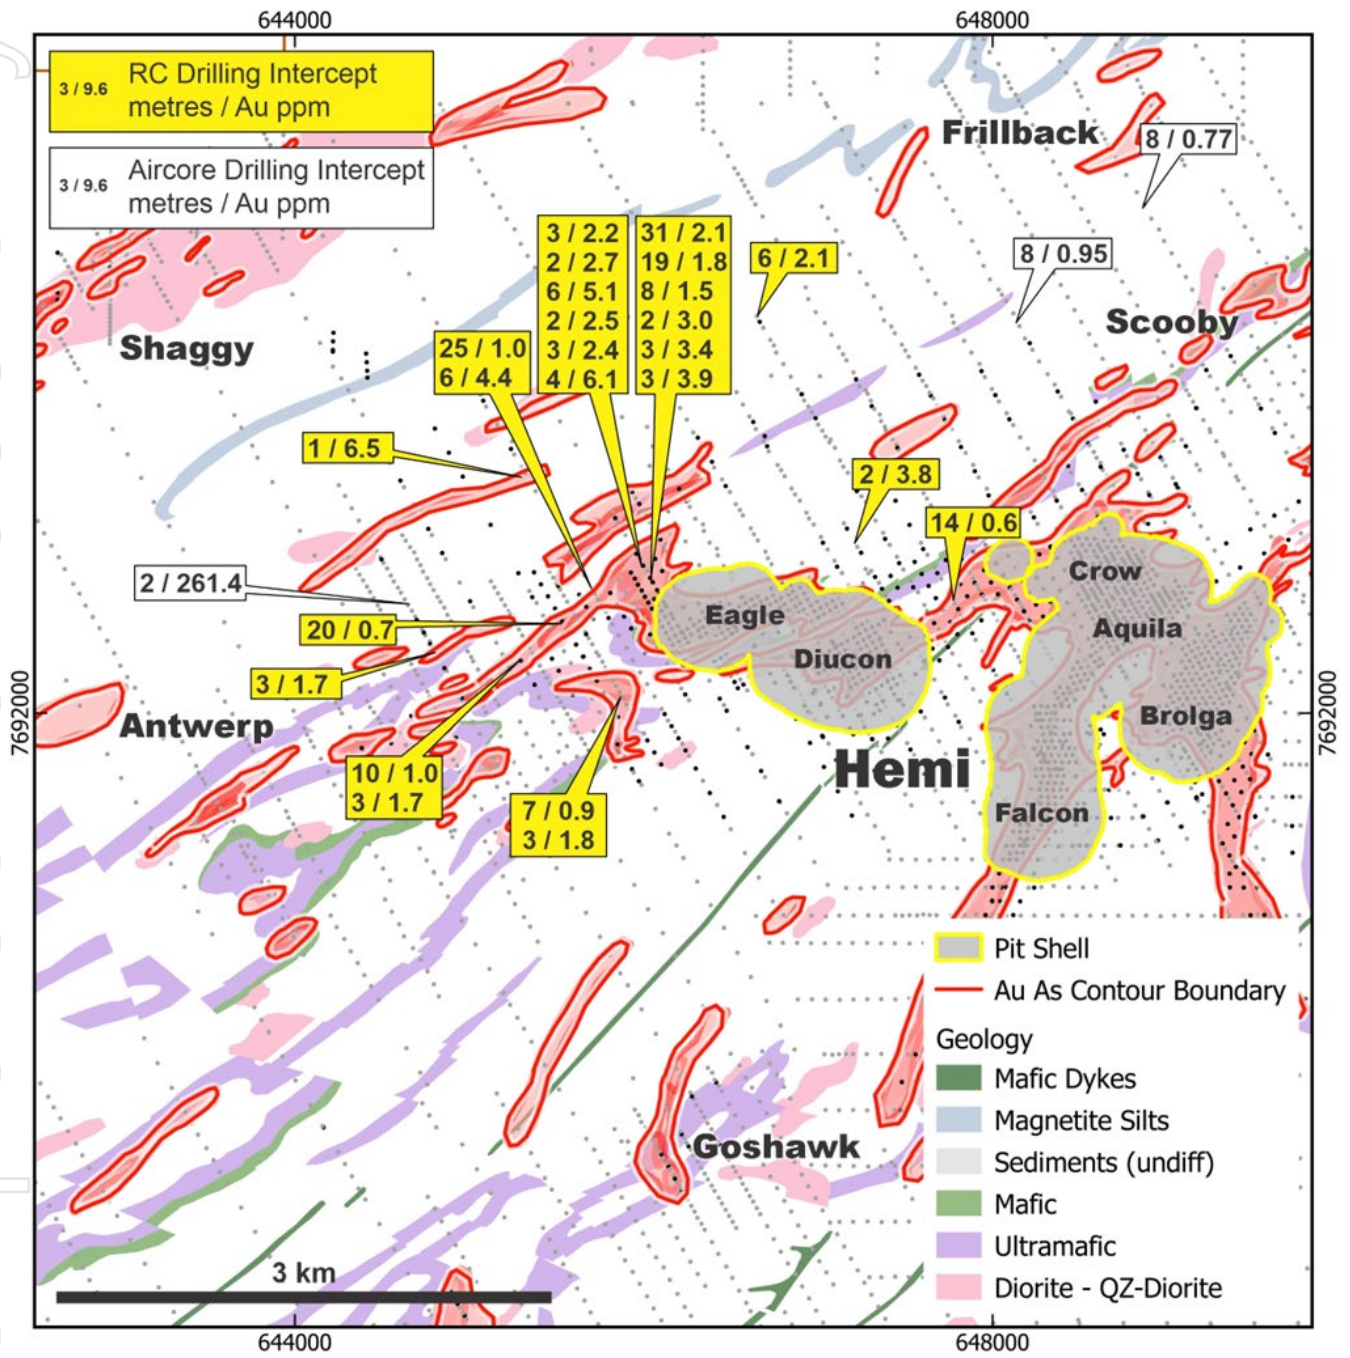 644000
648000
3 / 9.6
RC Drilling Intercept
metres / Au ppm
3 / 9.6
Aircore Drilling Intercept
metres / Au ppm
Frillback
8 / 0.77
3 / 2.2
2 / 2.7
6 / 5.1
2 / 2.5
3 / 2.4
4 / 6.1
31 / 2.1
19 / 1.8
8 / 1.5
2 / 3.0
3 / 3.4
3 / 3.9
6 / 2.1
8 / 0.95
Scooby
Shaggy
25 / 1.0
6 / 4.4
1 / 6.5
2 / 3.8
14 / 0.6
2 / 261.4
Crow
Eagle
Aquila
20 / 0.7
Diucon
3 / 1.7
7692000
7692000
Antwerp
Brolga
Hemi
10 / 1.0
3 / 1.7
7 / 0.9
3 / 1.8
Falcon
Pit Shell
Au As Contour Boundary
Geology
Mafic Dykes
Magnetite Silts
Sediments (undiff)
Mafic
Ultramafic
Diorite - QZ-Diorite
Goshawk
3 km
644000
648000